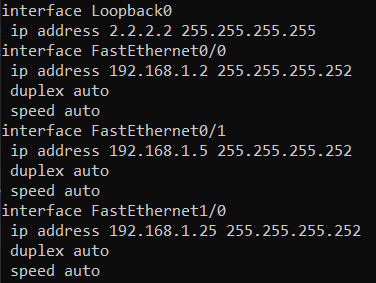 interface Loopback0
 ip address 2.2.2.2 255.255.255.255
interface FastEthernet0/0
 ip address 192.168.1.2 255.255.255.252
 duplex auto
 speed auto
interface FastEthernet0/1
 ip address 192.168.1.5 255.255.255.252
 duplex auto
 speed auto
interface FastEthernet1/0
 ip address 192.168.1.25 255.255.255.252
 duplex auto
 speed auto